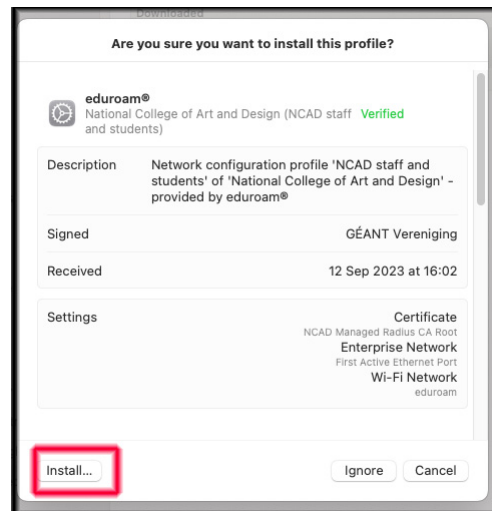 Downloaded
Are you sure you want to install this profile?
eduroam®
National College of Art and Design (NCAD staff Verified
and students)
Description Network configuration profile 'NCAD staff and
students' of 'National College of Art and Design' -
provided by eduroam®
Signed GÉANT Vereniging
Received 12 Sep 2023 at 16:02
Settings Certificate
NCAD Managed Radius CA Root
Enterprise Network
First Active Ethernet Port
Wi-Fi Network
eduroam
Install... Ignore Cancel